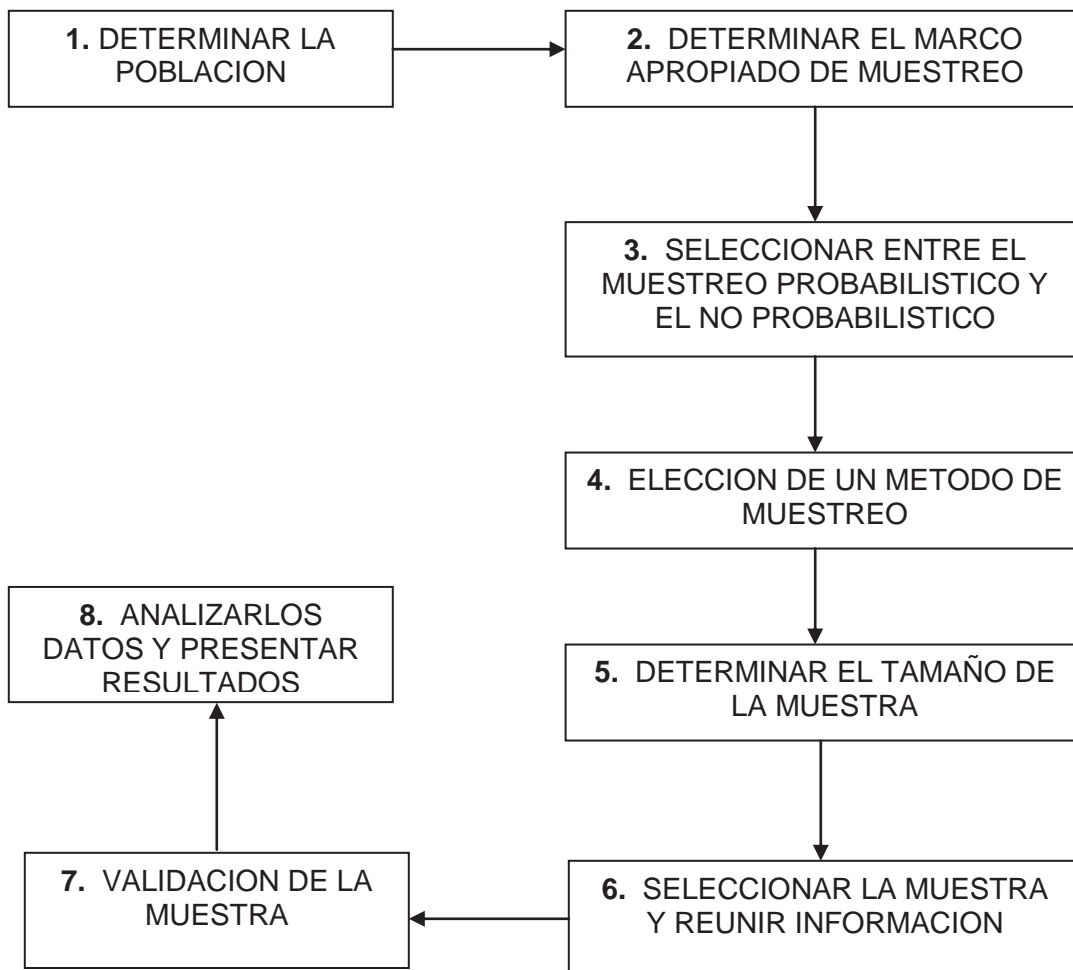 1. DETERMINAR LA
POBLACION
2. DETERMINAR EL MARCO
APROPIADO DE MUESTREO
3. SELECCIONAR ENTRE EL
MUESTREO PROBABILISTICO Y
EL NO PROBABILISTICO
4. ELECCION DE UN METODO DE
MUESTREO
5. DETERMINAR EL TAMAÑO DE
LA MUESTRA
6. SELECCIONAR LA MUESTRA
Y REUNIR INFORMACION
7. VALIDACION DE LA
MUESTRA
8. ANALIZARLOS
DATOS Y PRESENTAR
RESULTADOS